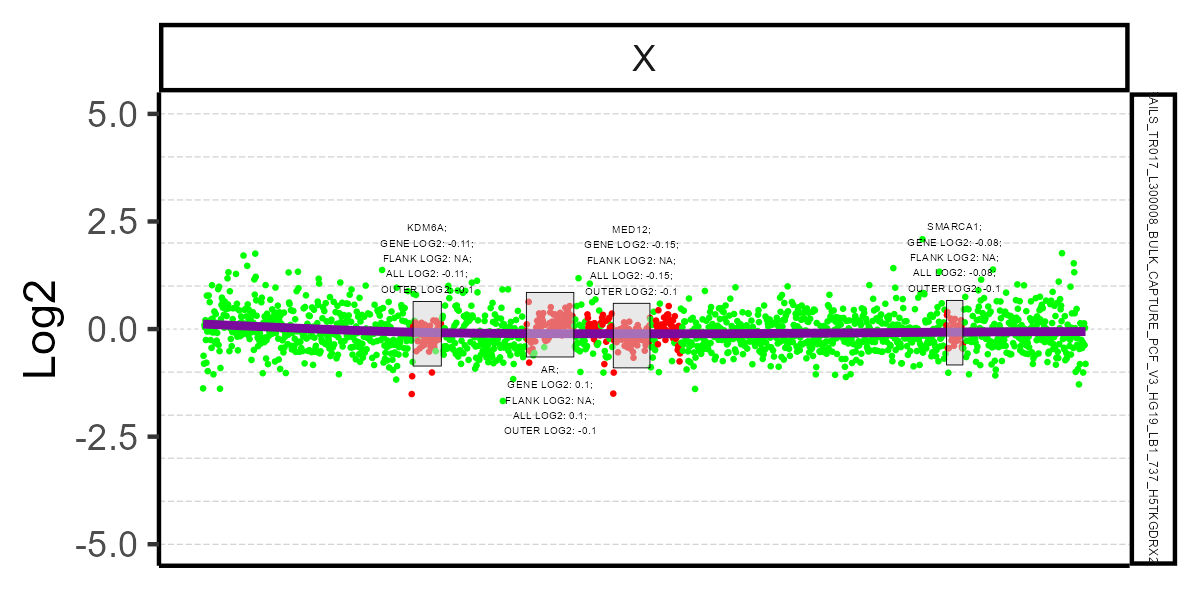 X
5.0
2.5
0.0
-2.5
-5.0
Log2
KDM6A;
GENE LOG2: -0.11;
FLANK LOG2: NA;
ALL LOG2: -0.11;
OUTER LOG2: -0.1
AR;
GENE LOG2: 0.1;
FLANK LOG2: NA;
ALL LOG2: 0.1;
OUTER LOG2: -0.1
MED12;
GENE LOG2: -0.15;
FLANK LOG2: NA;
ALL LOG2: -0.15;
OUTER LOG2: -0.1
SMARCA1;
GENE LOG2: -0.08;
FLANK LOG2: NA;
ALL LOG2: -0.08;
OUTER LOG2: -0.1
AILS_TR017_L300008_BULK_CAPTURE_PCF_V3_HG19_LB1_737_H5TKGDRX2